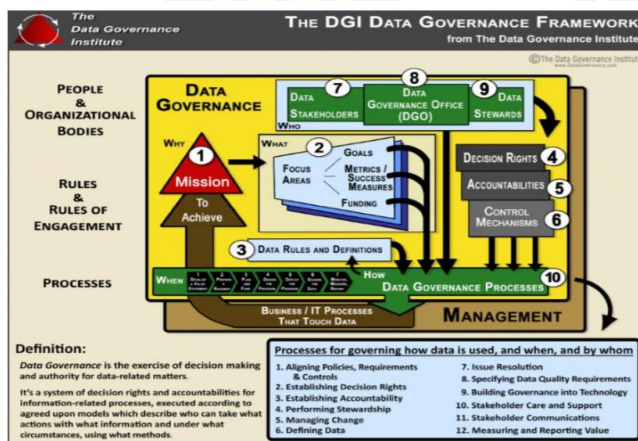 The
Data Governance
Institute
THE DGI DATA GOVERNANCE FRAMEWORK
from The Data Governance Institute
©The Data Governance Institut
www.DataGovernance.com
PEOPLE
&
ORGANIZATIONAL
BODIES
RULES
&
RULES OF
ENGAGEMENT
PROCESSES
DATA
GOVERNANCE
7
DATA
STAKEHOLDERS
8
DATA
GOVERNANCE OFFICE
(DGO)
9
DATA
STEWARDS
WHO
WHY
1
Mission
To
Achieve
WHAT
2
FOCUS
AREAS
GOALS
METRICS /
SUCCESS
MEASURES
FUNDING
DECISION RIGHTS 4
ACCOUNTABILITIES 5
CONTROL
MECHANISMS 6
3 DATA RULES AND DEFINITIONS
WHEN
HOW
DATA GOVERNANCE PROCESSES
10
BUSINESS / IT PROCESSES
THAT TOUCH DATA
MANAGEMENT
Definition:
Data Governance is the exercise of decision making
and authority for data-related matters.
It's a system of decision rights and accountabilities for
information-related processes, executed according to
agreed upon models which describe who can take what
actions with what information and under what
circumstances, using what methods.
Processes for governing how data is used, and when, and by whom
1. Aligning Policies, Requirements
& Controls
2. Establishing Decision Rights
3. Establishing Accountability
4. Performing Stewardship
5. Managing Change
6. Defining Data
7. Issue Resolution
8. Specifying Data Quality Requirements
9. Building Governance into Technology
10. Stakeholder Care and Support
11. Stakeholder Communications
12. Measuring and Reporting Value